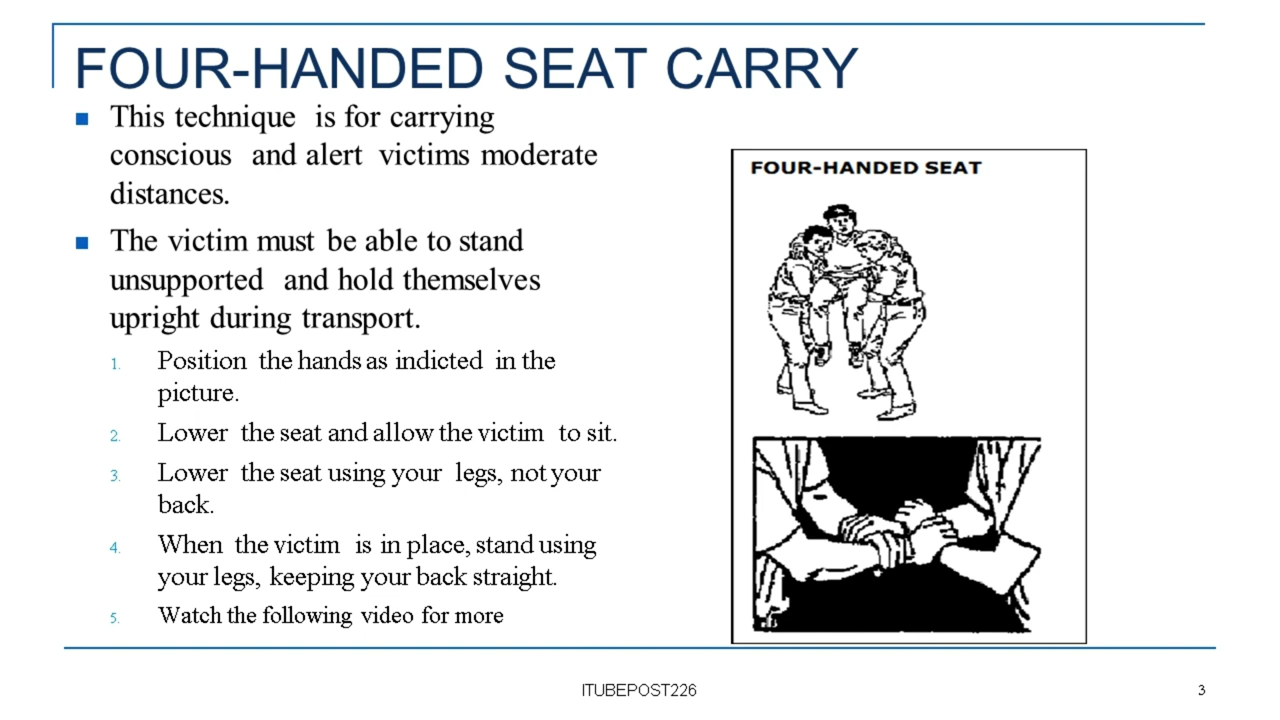 FOUR-HANDED SEAT CARRY
This technique is for carrying
conscious and alert victims moderate
distances.
The victim must be able to stand
unsupported and hold themselves
upright during transport.
1. Position the hands as indicted in the
picture.
2. Lower the seat and allow the victim to sit.
3. Lower the seat using your legs, not your
back.
4. When the victim is in place, stand using
your legs, keeping your back straight.
5. Watch the following video for more
FOUR-HANDED SEAT
ITUBEPOST226
3